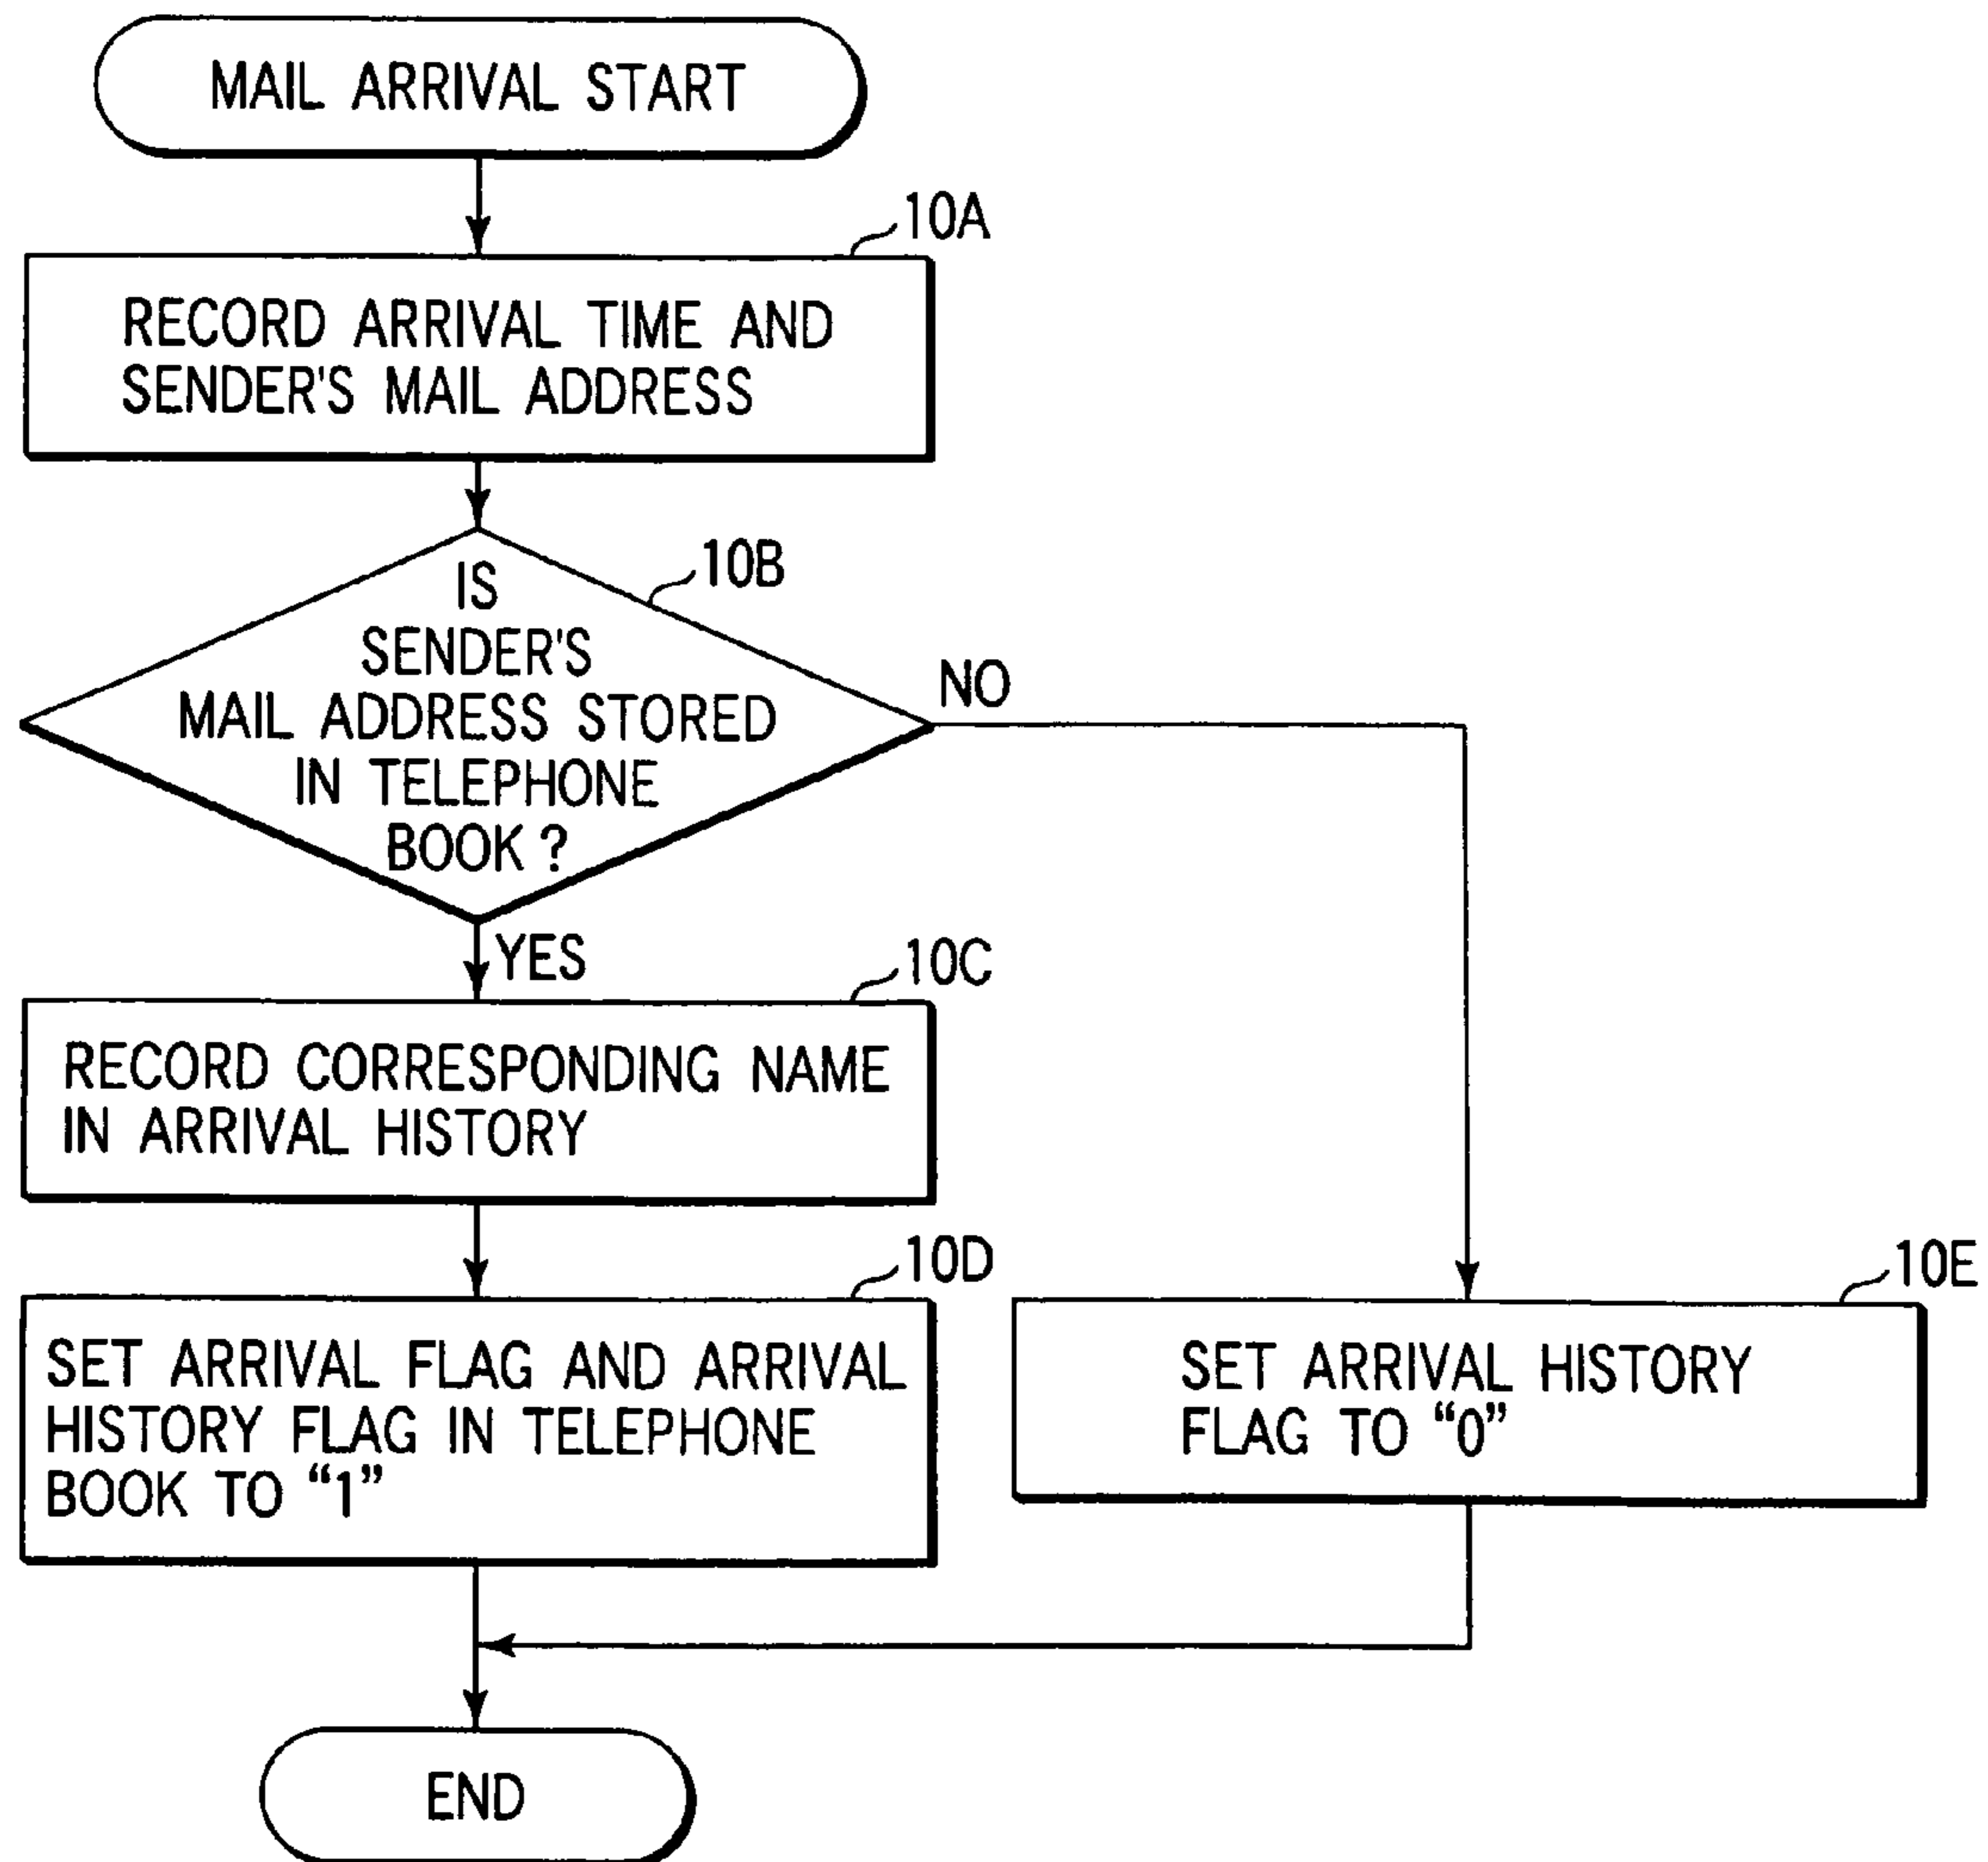 MAIL ARRIVAL START
10A
RECORD ARRIVAL TIME AND
SENDER'S MAIL ADDRESS
10B
IS
SENDER'S
MAIL ADDRESS STORED
IN TELEPHONE
BOOK ?
NO
YES
10C
RECORD CORRESPONDING NAME
IN ARRIVAL HISTORY
10D
SET ARRIVAL FLAG AND ARRIVAL
HISTORY FLAG IN TELEPHONE
BOOK TO “1”
10E
SET ARRIVAL HISTORY
FLAG TO “0”
END